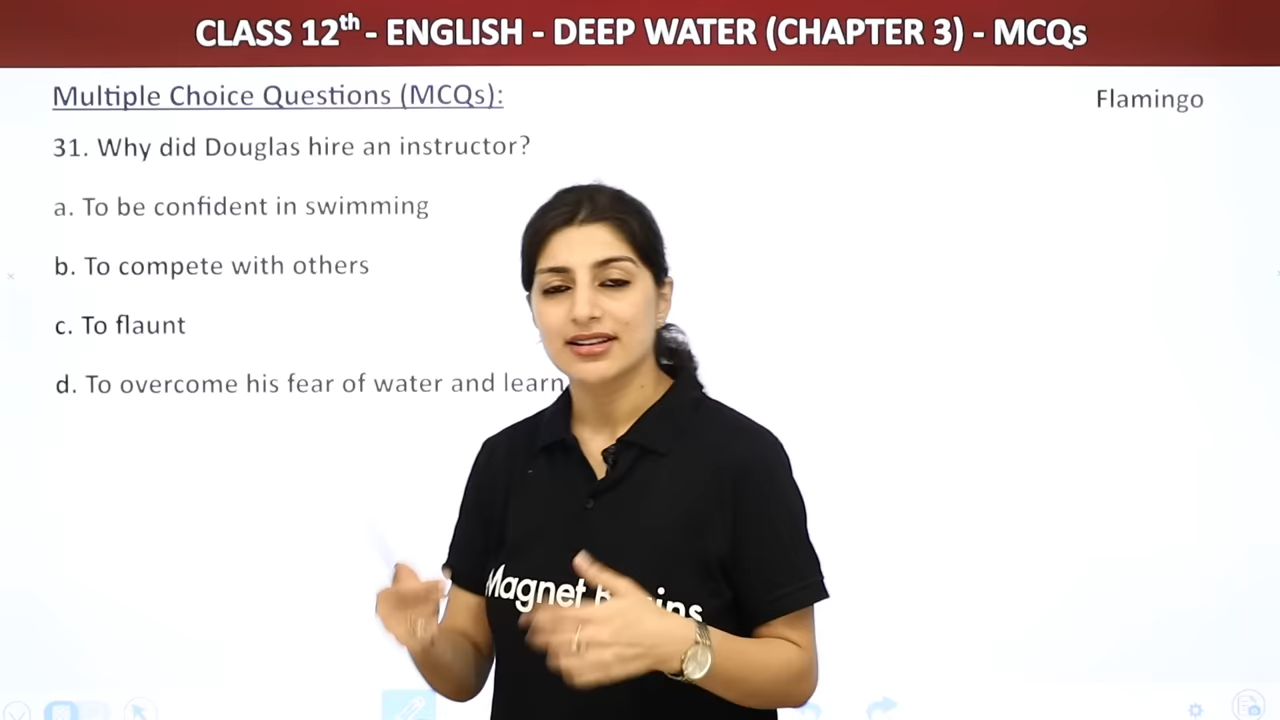 CLASS 12th - ENGLISH - DEEP WATER (CHAPTER 3) - MCQs
Multiple Choice Questions (MCQs):
Flamingo
31. Why did Douglas hire an instructor?
a. To be confident in swimming
b. To compete with others
c. To flaunt
d. To overcome his fear of water and learn
Magnet